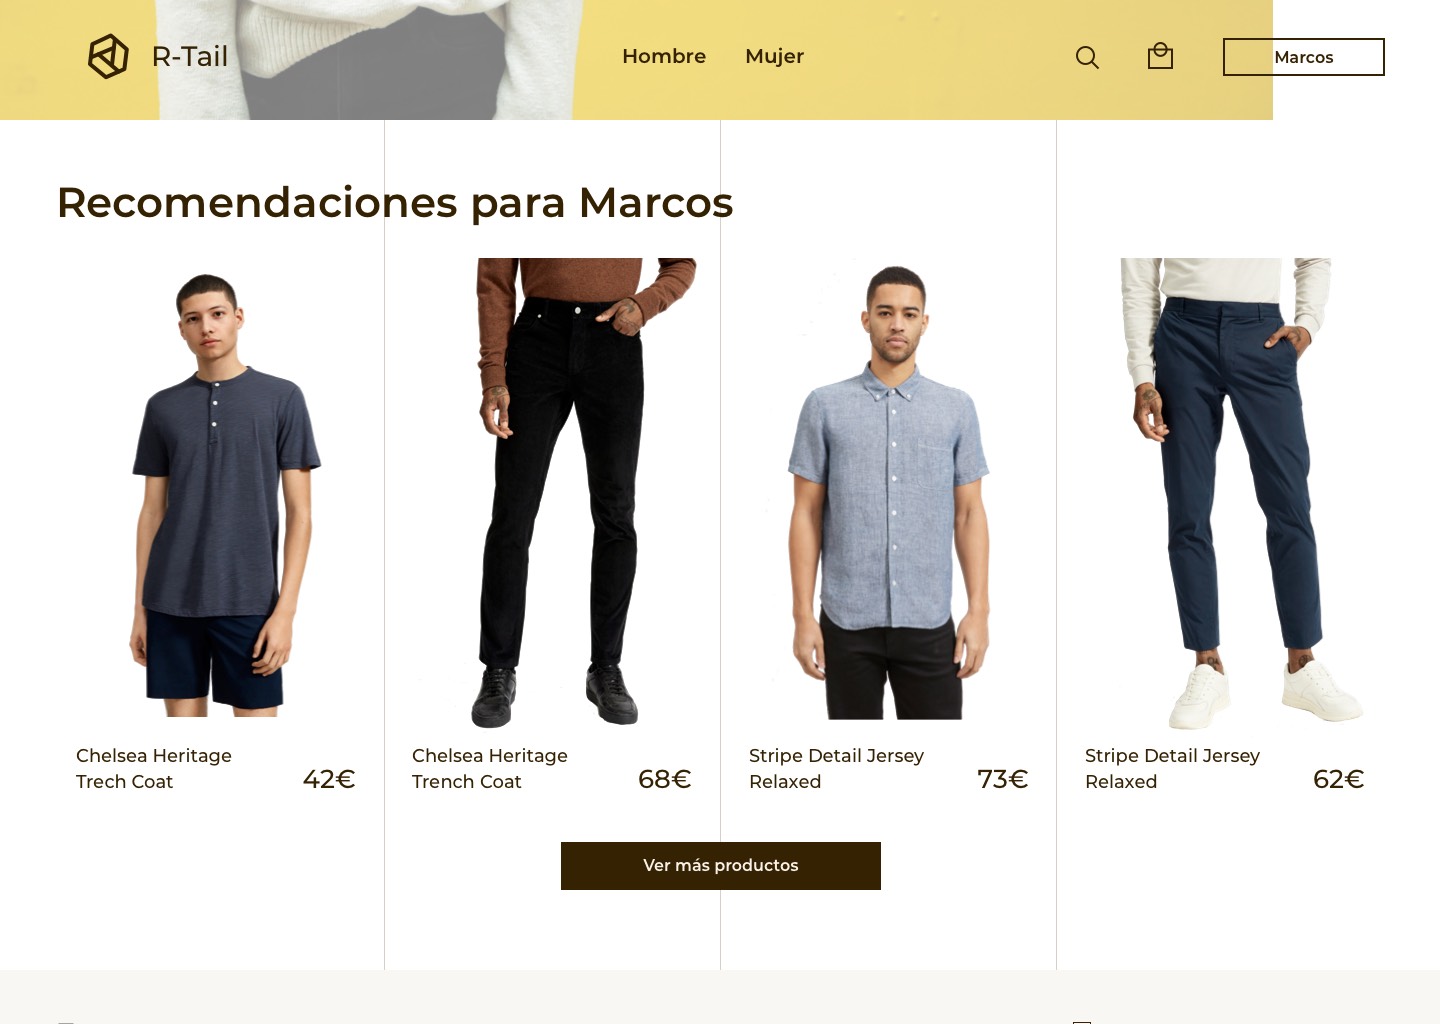 R-Tail
Hombre
Mujer
Marcos
Recomendaciones para Marcos
Chelsea Heritage
Trech Coat
42€
Chelsea Heritage
Trench Coat
68€
Stripe Detail Jersey
Relaxed
73€
Stripe Detail Jersey
Relaxed
62€
Ver más productos